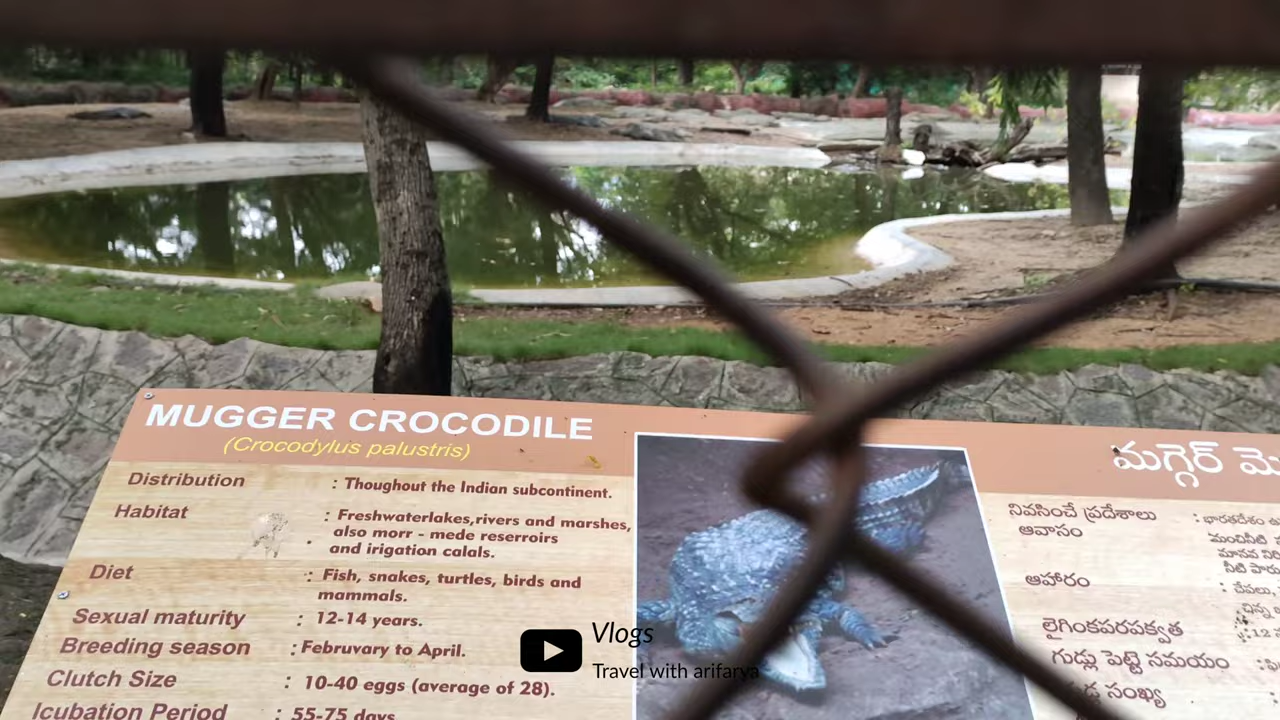 MUGGER CROCODILE
(Crocodylus palustris)
Distribution : Thoughout the Indian subcontinent.
Habitat : Freshwaterlakes,rivers and marshes,
also morr - mede reserroirs
and irigation calals.
Diet : Fish, snakes, turtles, birds and
mammals.
Sexual maturity : 12-14 years.
Breeding season : Februvary to April.
Clutch Size : 10-40 eggs (average of 28).
Icubation Period : 55-75 days
మగ్గెర్
నివసించే ప్రదేశాలు :
ఆవాసం
ఆహారం : చేపలు,
చిన్న
లైగింకపరపక్వత
గుడ్లు పెట్టె సమయం
సంఖ్య
Vlogs
Travel with arifarya